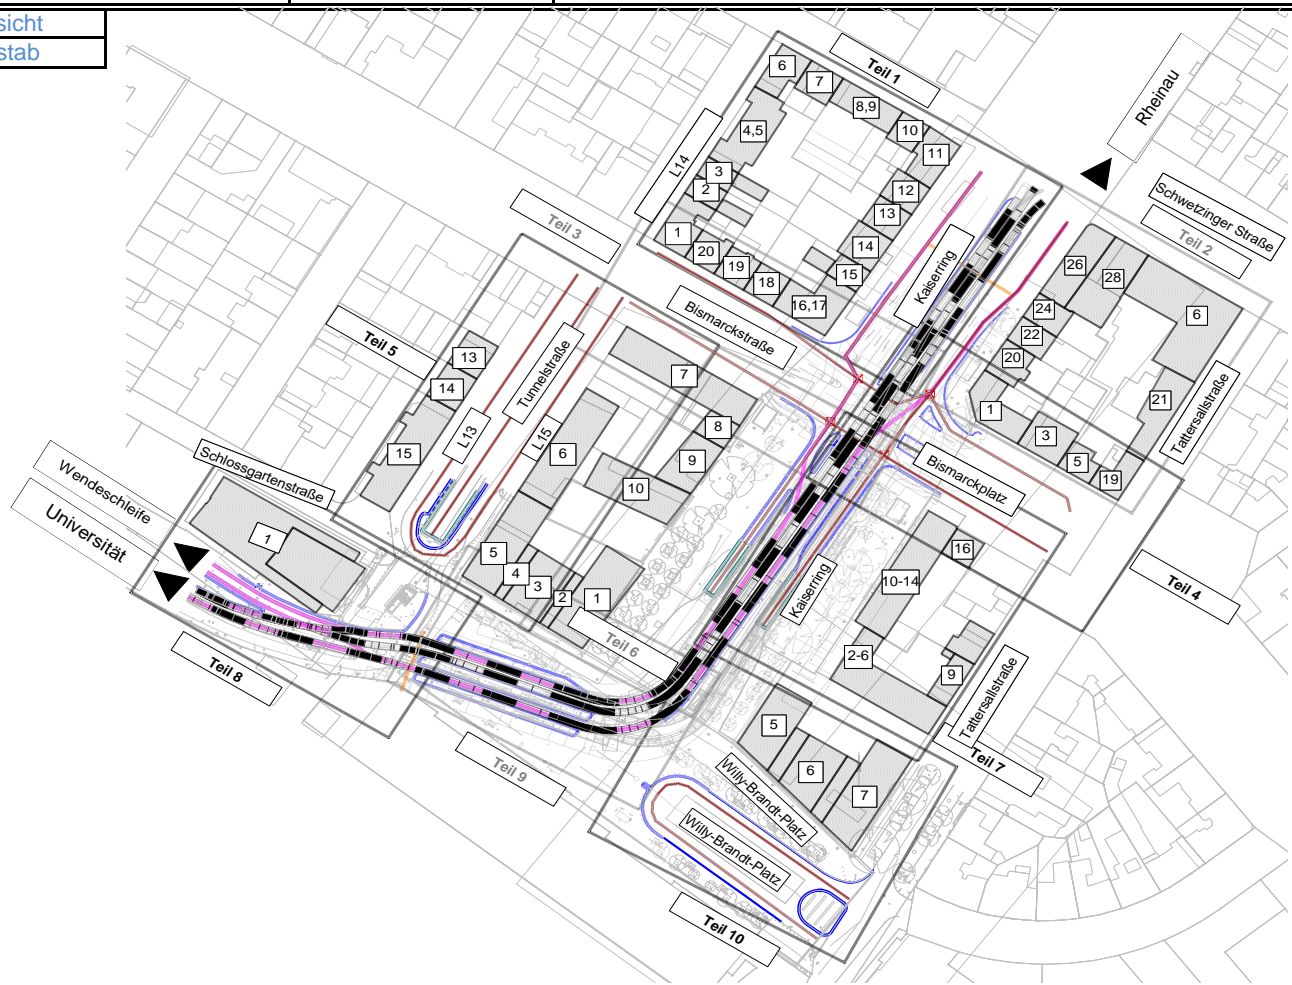 sicht
stab
Teil 1
6
7
8,9
10
11
4,5
L14
3
2
12
13
1
20
19
18
16,17
14
15
Rheinau
Schwetzinger Straße
Teil 2
Kaiserring
26
28
6
24
22
20
1
3
5
19
21
Tattersallstraße
Teil 3
Bismarckstraße
Teil 5
13
14
15
L13
Tunnelstraße
L15
7
8
9
6
10
5
4
3
2
1
Bismarckplatz
Teil 4
Schlossgartenstraße
Wendeschleife
Universität
1
16
10-14
Kaiserring
2-6
9
Tattersallstraße
Teil 6
Teil 7
Teil 8
Teil 9
5
6
7
Willy-Brandt-Platz
Willy-Brandt-Platz
Teil 10